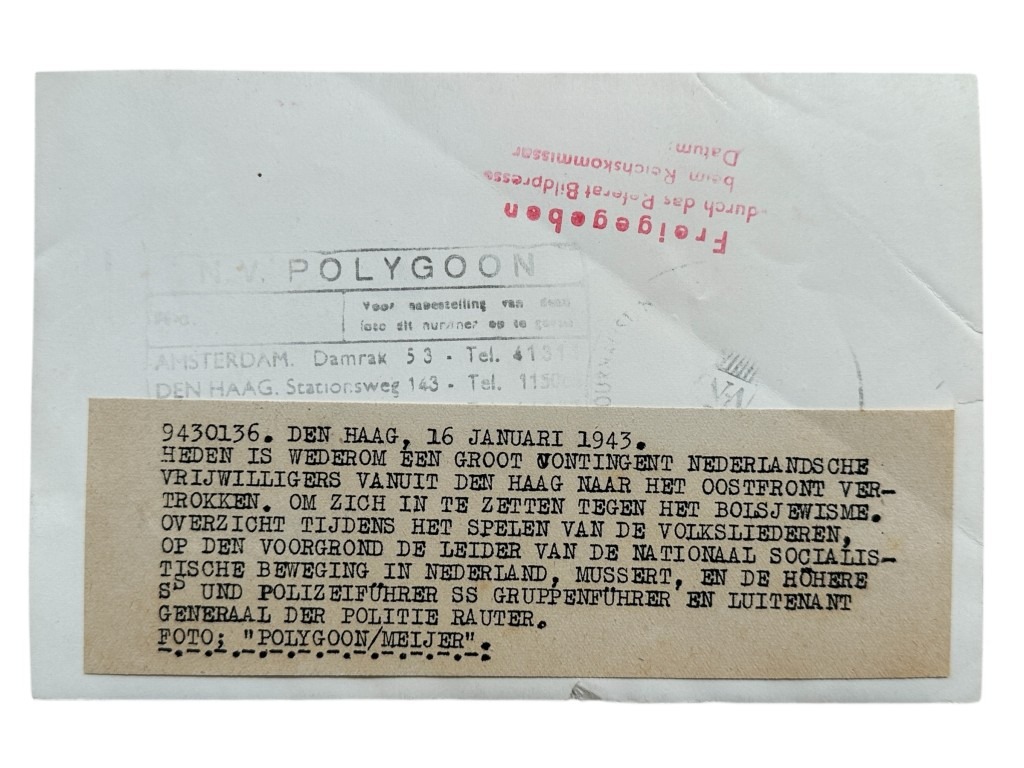 Freigegeben
durch das Referat Bildpresse
beim Reichskommissar
Datum:
N.V. POLYGOON
Voor nabestelling van deze
foto dit nummer op te
AMSTERDAM. Damrak 53 - Tel.
DEN HAAG. Stationsweg 143 - Tel.
9430136. DEN HAAG, 16 JANUARI 1943.
HEDEN IS WEDEROM EEN GROOT CONTINGENT NEDERLANDSCHE
VRIJWILLIGERS VANUIT DEN HAAG NAAR HET OOSTFRONT VER-
TROKKEN. OM ZICH IN TE ZETTEN TEGEN HET BOLSJEWISME.
OVERZICHT TIJDENS HET SPELEN VAN DE VOLKSLIEDEREN,
OP DEN VOORGROND DE LEIDER VAN DE NATIONAAL SOCIALIS-
TISCHE BEWEGING IN NEDERLAND, MUSSERT, EN DE HÖHERE
SS UND POLIZEIFÜHRER SS GRUPPENFÜHRER EN LUITENANT
GENERAAL DER POLITIE RAUTER.
FOTO; "POLYGOON/MEIJER".